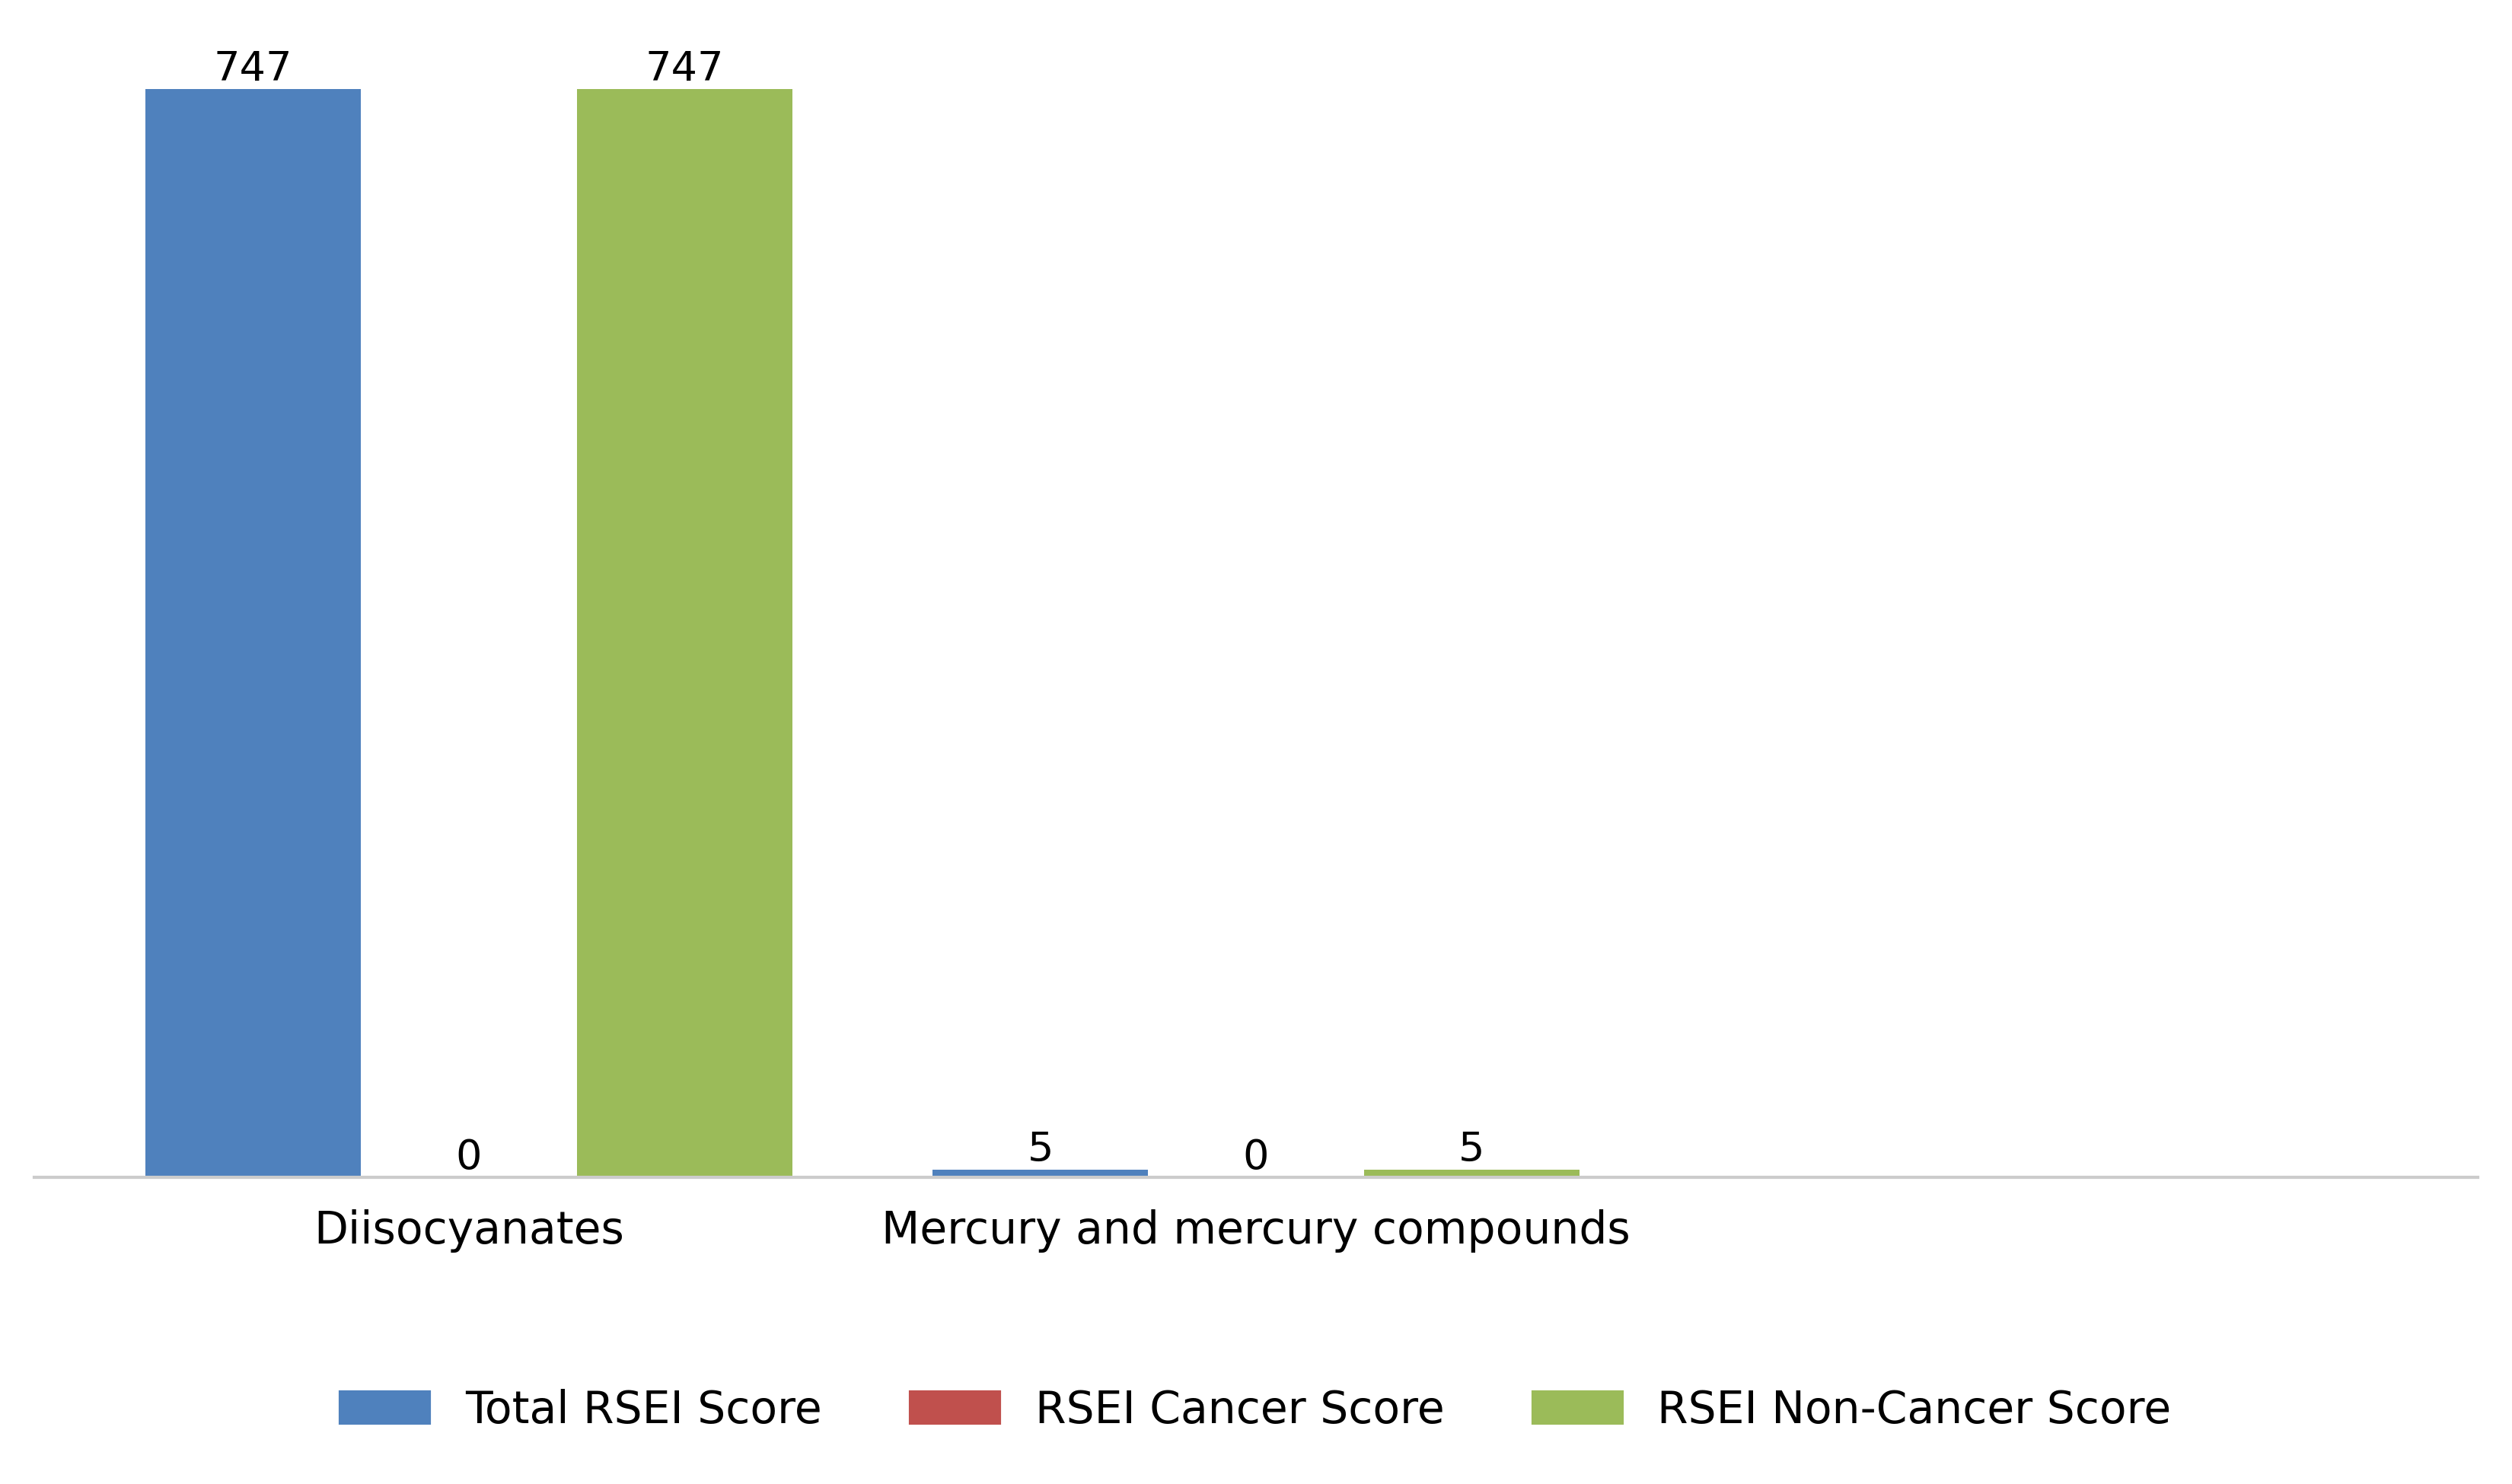 747 747
5 5
0 0
Diisocyanates Mercury and mercury compounds
Total RSEI Score RSEI Cancer Score RSEI Non-Cancer Score